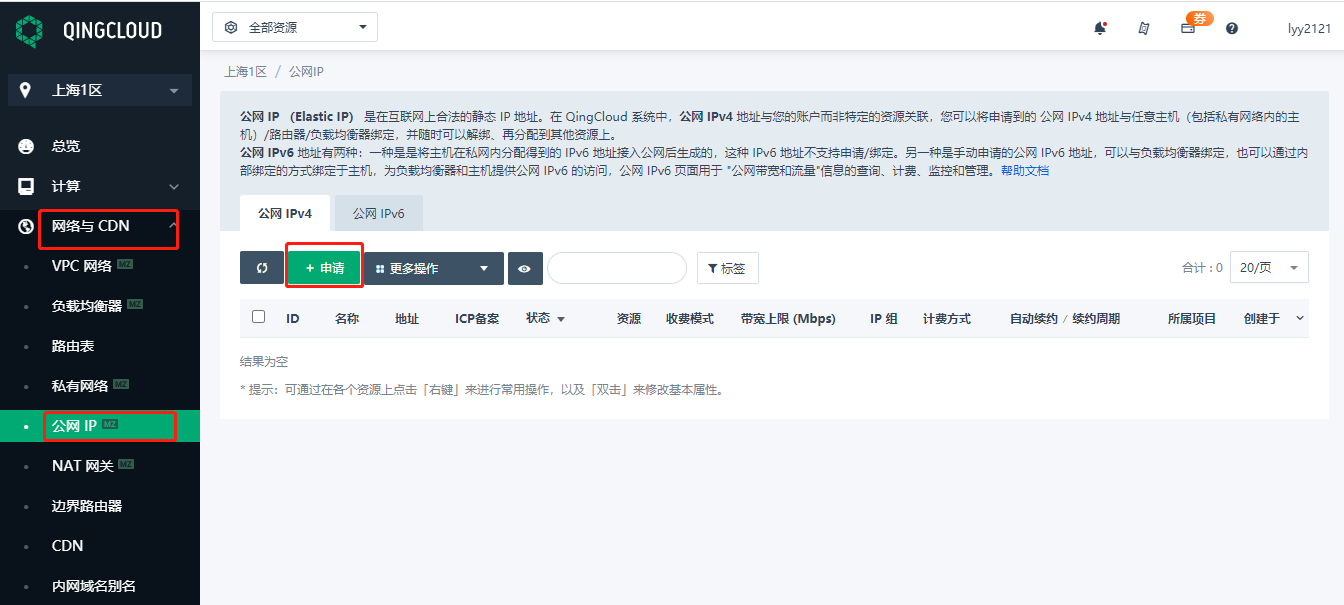 QINGCLOUD
全部资源
券
lyy2121
上海1区
总览
计算
网络与 CDN
VPC 网络 MZ
负载均衡器 MZ
路由表
私有网络 MZ
公网 IP MZ
NAT 网关 MZ
边界路由器
CDN
内网域名别名
上海1区 / 公网IP
公网 IP （Elastic IP） 是在互联网上合法的静态 IP 地址。在 QingCloud 系统中，公网 IPv4 地址与您的账户而非特定的资源关联，您可以将申请到的 公网 IPv4 地址与任意主机（包括私有网络内的主
机）/路由器/负载均衡器绑定，并随时可以解绑、再分配到其他资源上。
公网 IPv6 地址有两种：一种是是将主机在私网内分配得到的 IPv6 地址接入公网后生成的，这种 IPv6 地址不支持申请/绑定。另一种是手动申请的公网 IPv6 地址，可以与负载均衡器绑定，也可以通过内
部绑定的方式绑定于主机，为负载均衡器和主机提供公网 IPv6 的访问，公网 IPv6 页面用于 "公网带宽和流量"信息的查询、计费、监控和管理。帮助文档
公网 IPv4 公网 IPv6
+ 申请 更多操作 标签 合计：0 20/页
ID 名称 地址 ICP备案 状态 资源 收费模式 带宽上限 (Mbps) IP 组 计费方式 自动续约 / 续约周期 所属项目 创建于
结果为空
* 提示：可通过在各个资源上点击「右键」来进行常用操作，以及「双击」来修改基本属性。